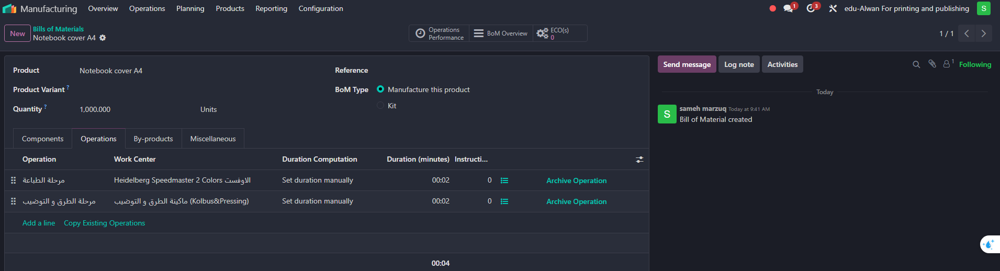 Manufacturing Overview Operations Planning Products Reporting Configuration 1 3 edu-Alwan For printing and publishing S
New Bills of Materials
Notebook cover A4
Operations Performance BoM Overview ECO(s) 0
1 / 1
Product Notebook cover A4 Reference
Product Variant ? BoM Type Manufacture this product
Kit
Quantity ? 1,000.000 Units
Components Operations By-products Miscellaneous
Operation Work Center Duration Computation Duration (minutes) Instructi...
مرحلة الطباعة Heidelberg Speedmaster 2 Colors الاوفست Set duration manually 00:02 0 Archive Operation
مرحلة الطرق و التوضيب ماكينة الطرق و التوضيب (Kolbus&Pressing) Set duration manually 00:02 0 Archive Operation
Add a line Copy Existing Operations
00:04
Send message Log note Activities 1 Following
Today
S sameh marzuq Today at 9:41 AM
Bill of Material created